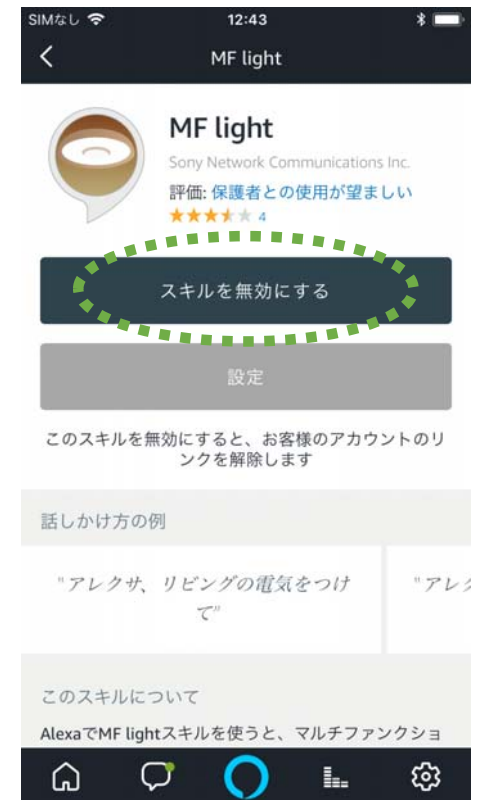 SIMなし 12:43
MF light
MF light
Sony Network Communications Inc.
評価: 保護者との使用が望ましい
4
スキルを無効にする
設定
このスキルを無効にすると、お客様のアカウントのリ
ンクを解除します
話しかけ方の例
"アレクサ、リビングの電気をつけ "アレク
て"
このスキルについて
AlexaでMF lightスキルを使うと、マルチファンクショ